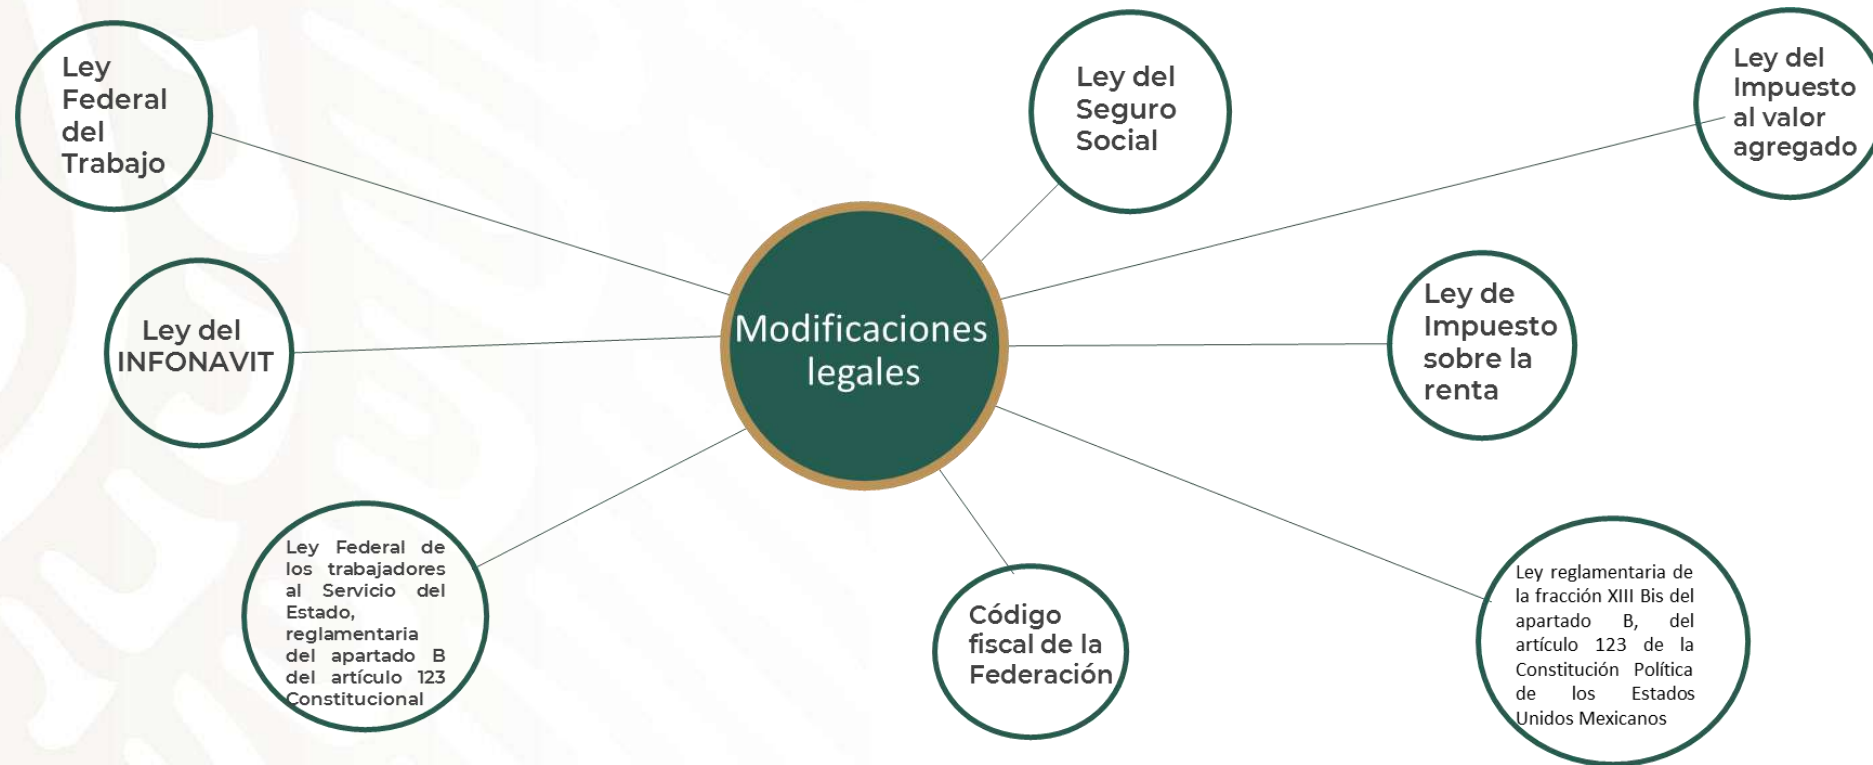 Ley
Federal
del
Trabajo
Ley del
Seguro
Social
Ley del
Impuesto
al valor
agregado
Ley del
INFONAVIT
Modificaciones
legales
Ley de
Impuesto
sobre la
renta
Ley Federal de
los trabajadores
al Servicio del
Estado,
reglamentaria
del apartado B
del artículo 123
Constitucional
Código
fiscal de la
Federación
Ley reglamentaria de
la fracción XIII Bis del
apartado B, del
artículo 123 de la
Constitución Política
de los Estados
Unidos Mexicanos